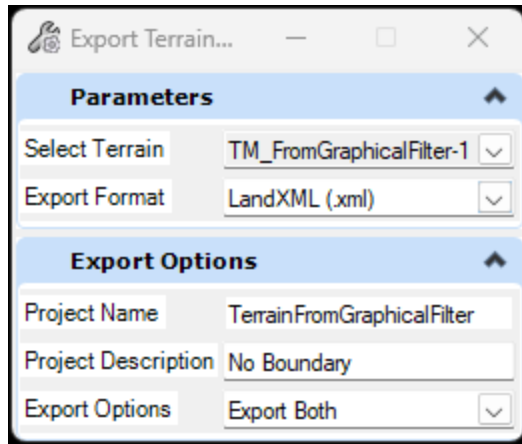 Export Terrain...
Parameters
Select Terrain TM_FromGraphicalFilter-1
Export Format LandXML (.xml)
Export Options
Project Name TerrainFromGraphicalFilter
Project Description No Boundary
Export Options Export Both